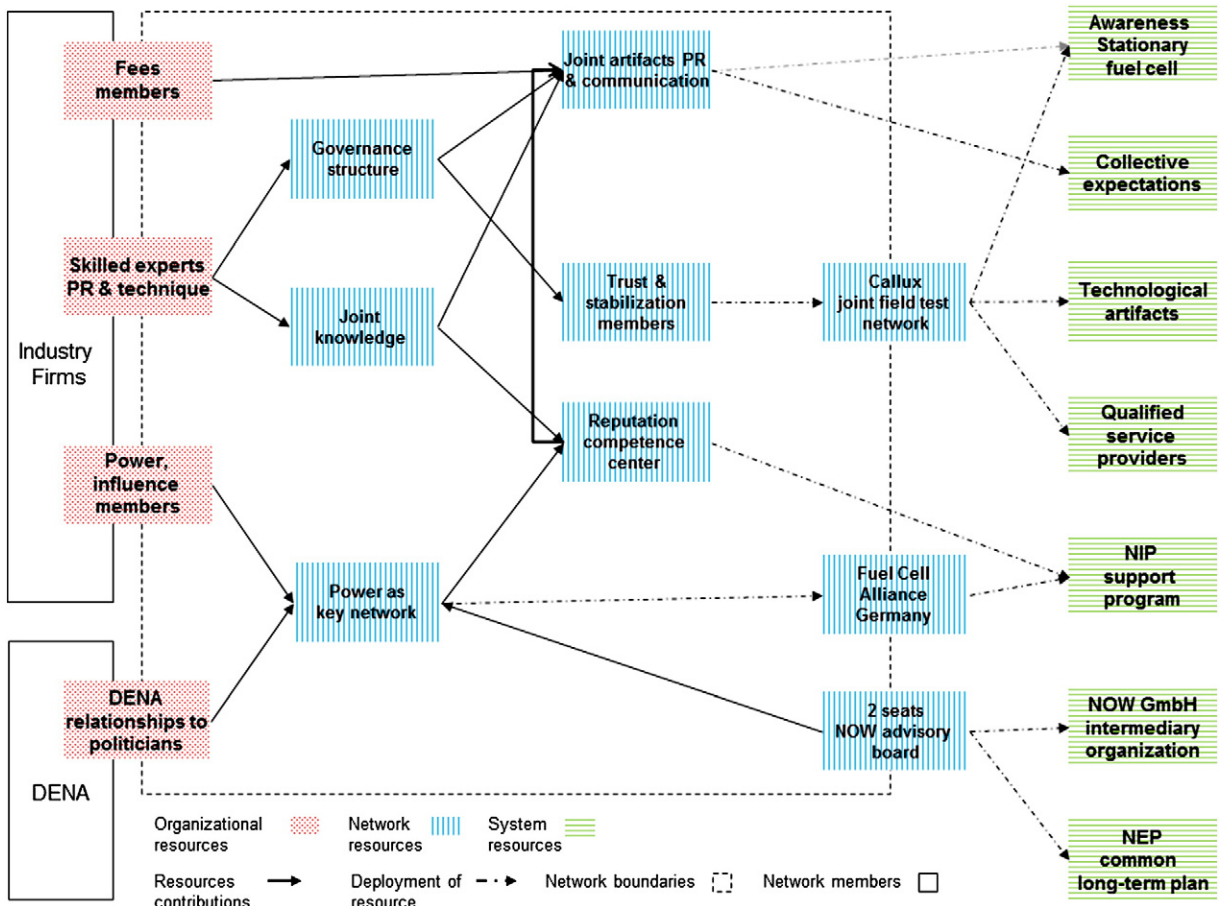 Industry
Firms
DENA
Fees
members
Skilled experts
PR & technique
Power,
influence
members
DENA
relationships to
politicians
Governance
structure
Joint
knowledge
Power as
key network
Joint artifacts PR
& communication
Trust &
stabilization
members
Reputation
competence
center
Callux
joint field test
network
Fuel Cell
Alliance
Germany
2 seats
NOW advisory
board
Awareness
Stationary
fuel cell
Collective
expectations
Technological
artifacts
Qualified
service
providers
NIP
support
program
NOW GmbH
intermediary
organization
NEP
common
long-term plan
Organizational
resources
Network
resources
System
resources
Resources
contributions
Deployment of
resource
Network boundaries
Network members